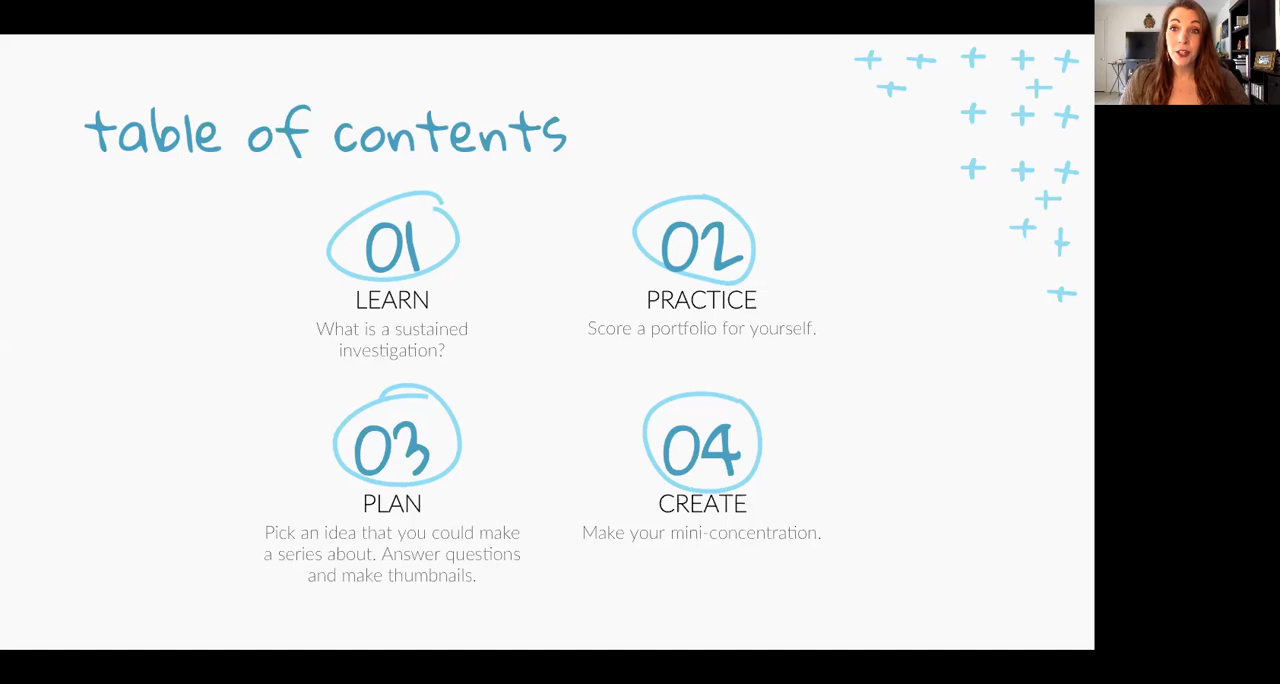 table of contents
01
LEARN
What is a sustained
investigation?
02
PRACTICE
Score a portfolio for yourself.
03
PLAN
Pick an idea that you could make
a series about. Answer questions
and make thumbnails.
04
CREATE
Make your mini-concentration.